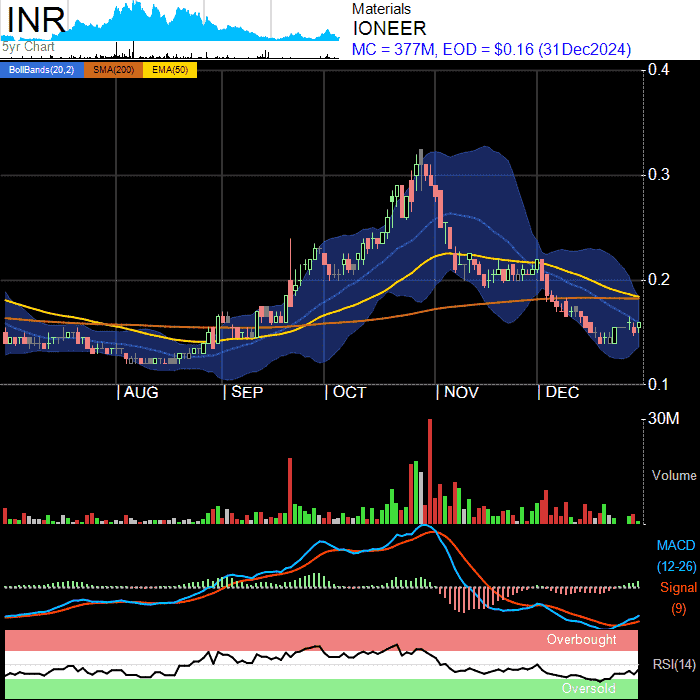 INR
5yr Chart
Materials
IONEER
MC = 377M, EOD = $0.16 (31Dec2024)
BollBands(20,2) SMA(200) EMA(50)
0.4
0.3
0.2
0.1
AUG SEP OCT NOV DEC
30M
Volume
MACD
(12-26)
Signal
(9)
Overbought
RSI(14)
Oversold